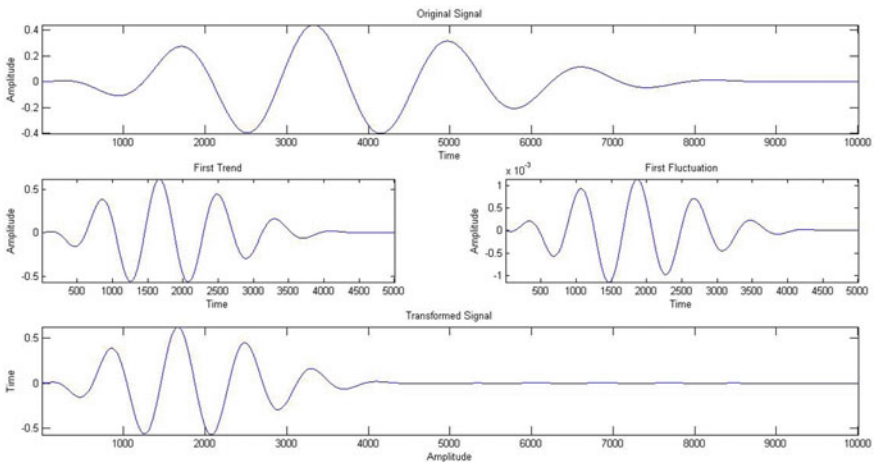 Original Signal
Amplitude
0.4
0.2
0
-0.2
-0.4
1000 2000 3000 4000 5000 6000 7000 8000 9000 10000
Time
First Trend
Amplitude
0.5
0
-0.5
500 1000 1500 2000 2500 3000 3500 4000 4500 5000
Time
First Fluctuation
x 10-3
Amplitude
1
0.5
0
-0.5
-1
500 1000 1500 2000 2500 3000 3500 4000 4500 5000
Time
Transformed Signal
Time
0.5
0
-0.5
1000 2000 3000 4000 5000 6000 7000 8000 9000 10000
Amplitude